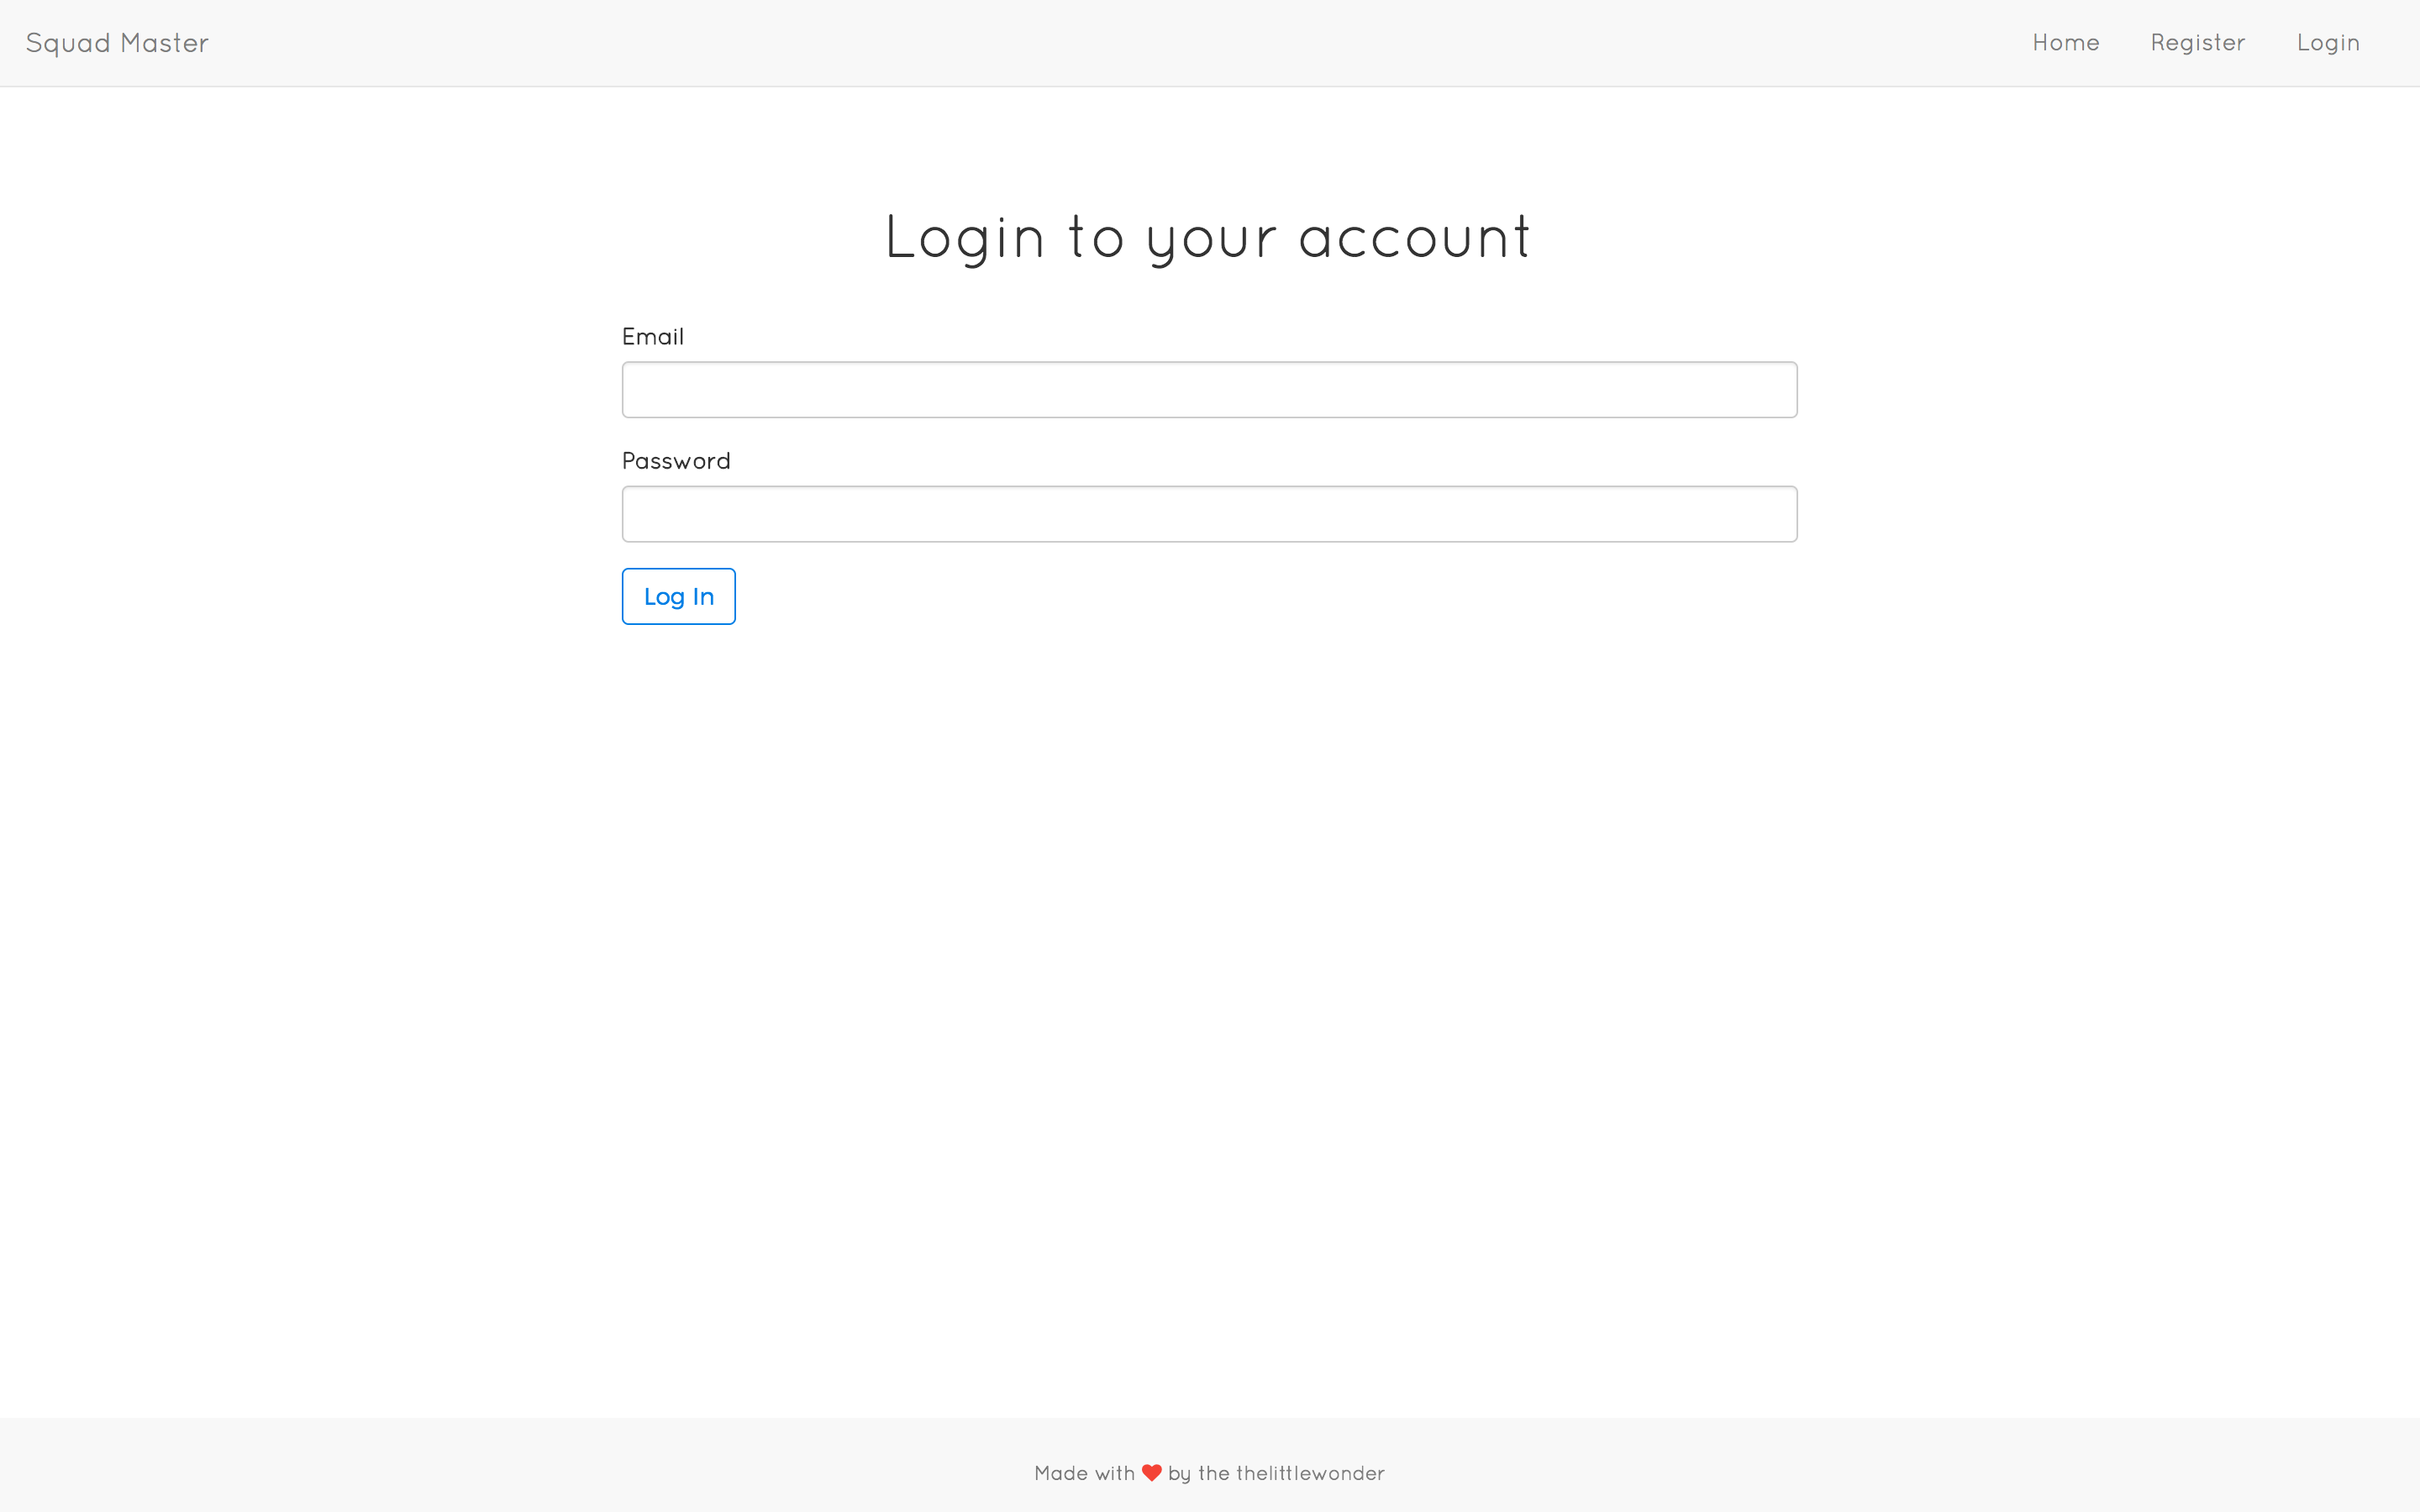 Squad Master
Home Register Login
Login to your account
Email
Password
Log In
Made with ❤ by the thelittlewonder